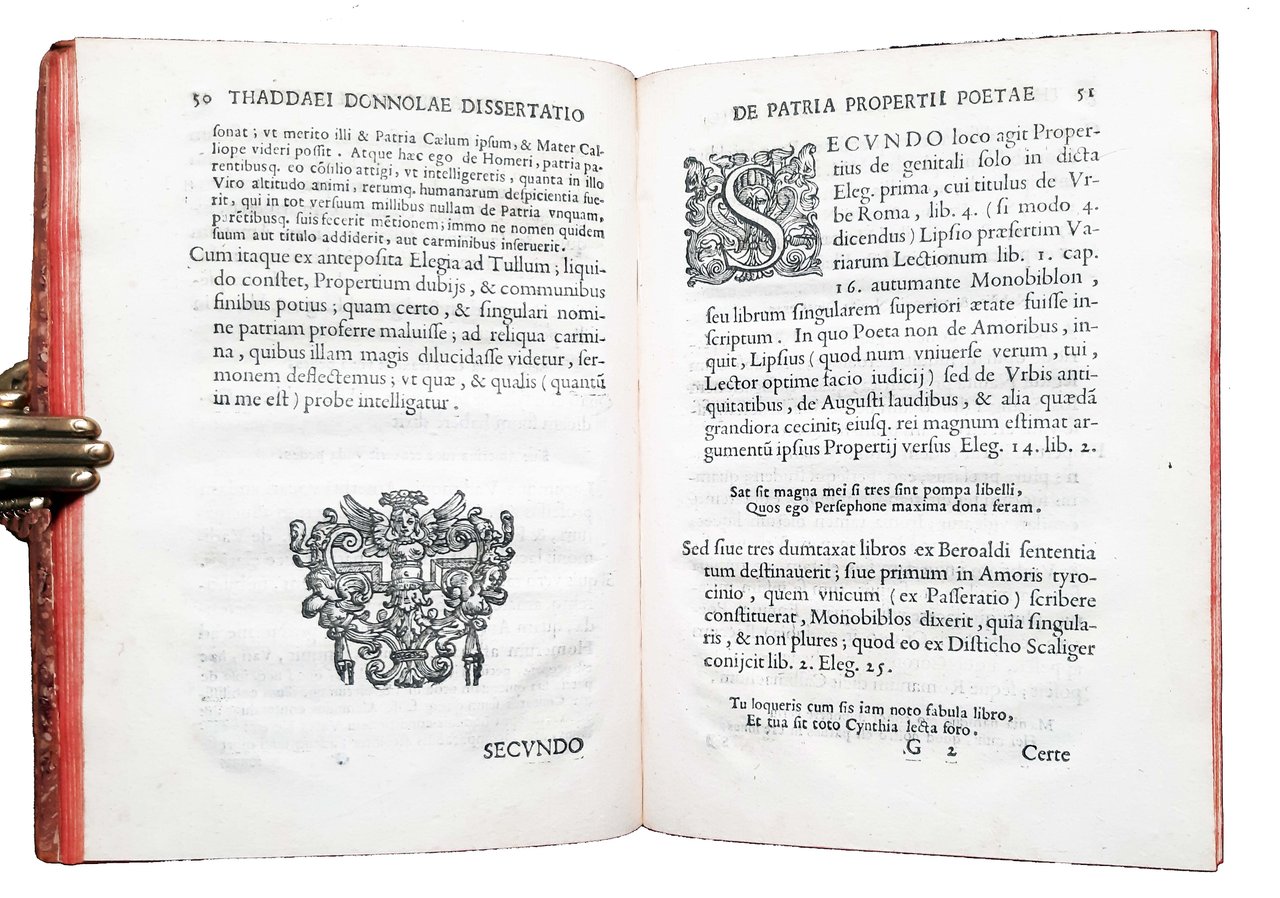 50 THADDAEI DONNOLAE DISSERTATIO
ſonat; vt merito illi & Patria Cælum ipſum, & Mater Cal-
liope videri poſſit. Atque hæc ego de Homeri, patria pa-
rentibusq. eo cõſilio attigi, vt intelligeretis, quanta in illo
Viro altitudo animi, rerumq. humanarum deſpicientia fue-
rit, qui in tot verſuum millibus nullam de Patria vnquam,
parẽtibusq. ſuis fecerit mẽtionem; immo ne nomen quidem
ſuum aut titulo addiderit, aut carminibus inſeruerit.
Cum itaque ex antepoſita Elegia ad Tullum; liqui-
do conſtet, Propertium dubijs, & communibus
finibus potius; quam certo, & ſingulari nomi-
ne patriam proferre maluiſſe; ad reliqua carmi-
na, quibus illam magis dilucidaſſe videtur, ſer-
monem deflectemus; vt quæ, & qualis (quantũ
in me eſt) probe intelligatur.
SECVNDO
DE PATRIA PROPERTII POETAE 51
SECVNDO loco agit Proper-
tius de genitali ſolo in dicta
Eleg. prima, cui titulus de Vr-
be Roma, lib. 4. (ſi modo 4.
dicendus) Lipſio præſertim Va-
riarum Lectionum lib. 1. cap.
16. autumante Monobiblon,
ſeu librum ſingularem ſuperiori ætate fuiſſe in-
ſcriptum. In quo Poeta non de Amoribus, in-
quit, Lipſius (quod num vniuerſe verum, tui,
Lector optime facio iudicij) ſed de Vrbis anti-
quitatibus, de Auguſti laudibus, & alia quædã
grandiora cecinit; eiuſq. rei magnum eſtimat ar-
gumentũ ipſius Propertij verſus Eleg. 14. lib. 2.
Sat ſit magna mei ſi tres ſint pompa libelli,
Quos ego Perſephone maxima dona feram.
Sed ſiue tres dumtaxat libros ex Beroaldi ſententia
tum deſtinauerit; ſiue primum in Amoris tyro-
cinio, quem vnicum (ex Paſſeratio) ſcribere
conſtituerat, Monobiblos dixerit, quia ſingula-
ris, & non plures; quod eo ex Diſticho Scaliger
conijcit lib. 2. Eleg. 25.
Tu loqueris cum ſis iam noto fabula libro,
Et tua ſit toto Cynthia lecta foro.
G 2 Certe